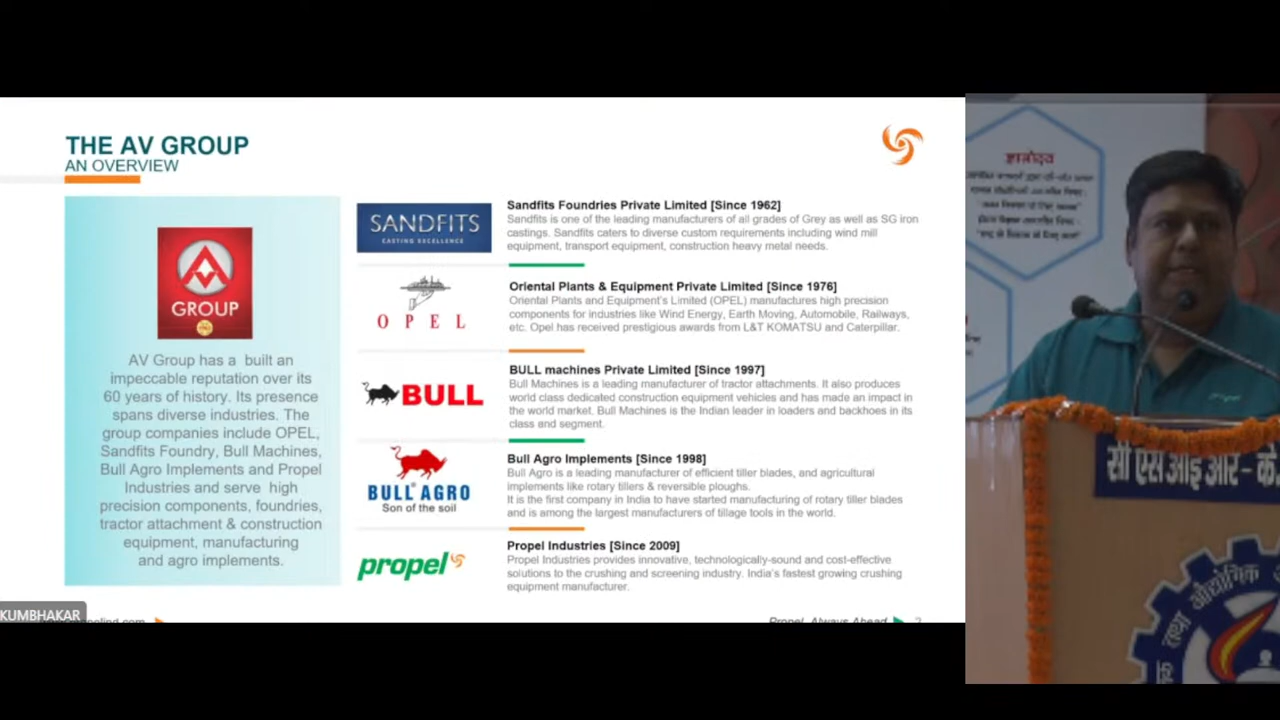 THE AV GROUP
AN OVERVIEW
GROUP
AV Group has a built an
impeccable reputation over its
60 years of history. Its presence
spans diverse industries. The
group companies include OPEL,
Sandfits Foundry, Bull Machines,
Bull Agro Implements and Propel
Industries and serve high
precision components, foundries,
tractor attachment & construction
equipment, manufacturing
and agro implements.
SANDFITS
CASTING EXCELLENCE
Sandfits Foundries Private Limited [Since 1962]
Sandfits is one of the leading manufacturers of all grades of Grey as well as SG iron
castings. Sandfits caters to diverse custom requirements including wind mill
equipment, transport equipment, construction heavy metal needs.
OPEL
Oriental Plants & Equipment Private Limited [Since 1976]
Oriental Plants and Equipment's Limited (OPEL) manufactures high precision
components for industries like Wind Energy, Earth Moving, Automobile, Railways,
etc. Opel has received prestigious awards from L&T KOMATSU and Caterpillar.
BULL
BULL machines Private Limited [Since 1997]
Bull Machines is a leading manufacturer of tractor attachments. It also produces
world class dedicated construction equipment vehicles and has made an impact in
the world market. Bull Machines is the Indian leader in loaders and backhoes in its
class and segment.
BULL AGRO
Son of the soil
Bull Agro Implements [Since 1998]
Bull Agro is a leading manufacturer of efficient tiller blades, and agricultural
implements like rotary tillers & reversible ploughs.
It is the first company in India to have started manufacturing of rotary tiller blades
and is among the largest manufacturers of tillage tools in the world.
propel
Propel Industries [Since 2009]
Propel Industries provides innovative, technologically-sound and cost-effective
solutions to the crushing and screening industry. India's fastest growing crushing
equipment manufacturer.
KUMBHAKAR
Propel, Always Ahead
ज्ञानोदय
सी एस आई आर - के
तथा औद्योगिक